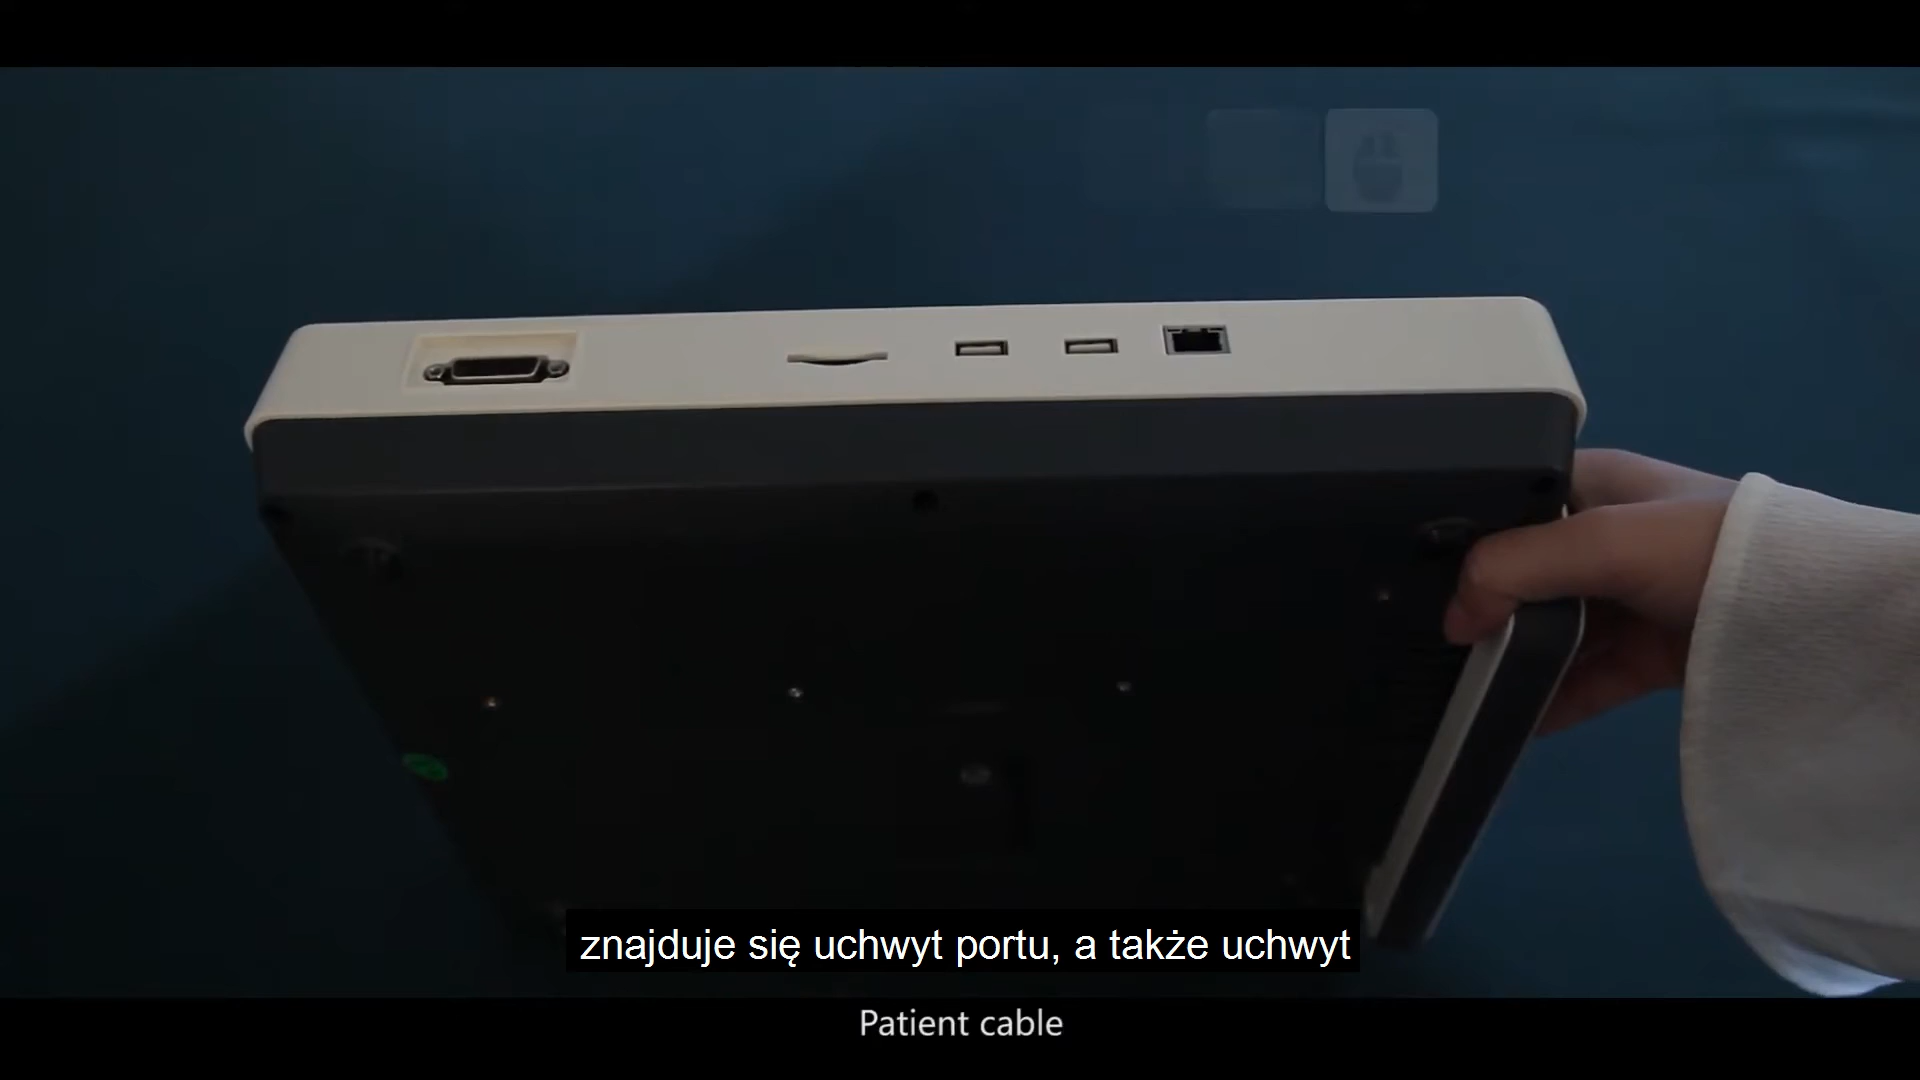 znajduje się uchwyt portu, a także uchwyt
Patient cable